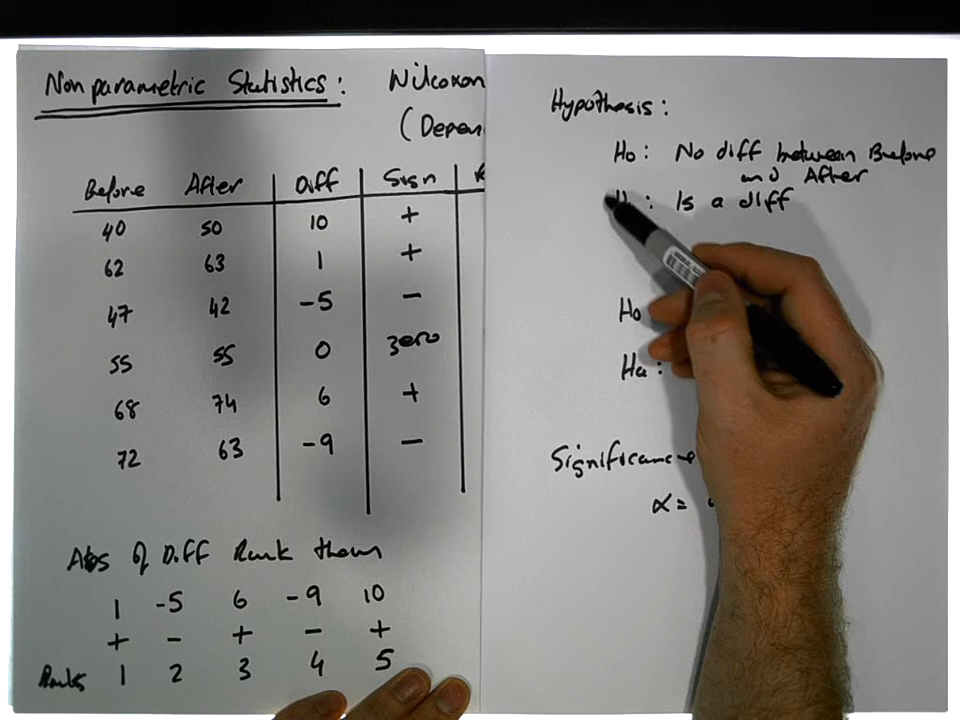 Nonparametric Statistics: Wilcoxon
(Depen
Before After Diff Sign
40 50 10 +
62 63 1 +
47 42 -5 -
55 55 0 zero
68 74 6 +
72 63 -9 -
Abs of Diff Rank them
1 -5 6 -9 10
+ - + - +
Ranks 1 2 3 4 5
Hypothesis:
Ho: No diff between Before
and After
: Is a diff
Ho
Ha:
Significance
α =